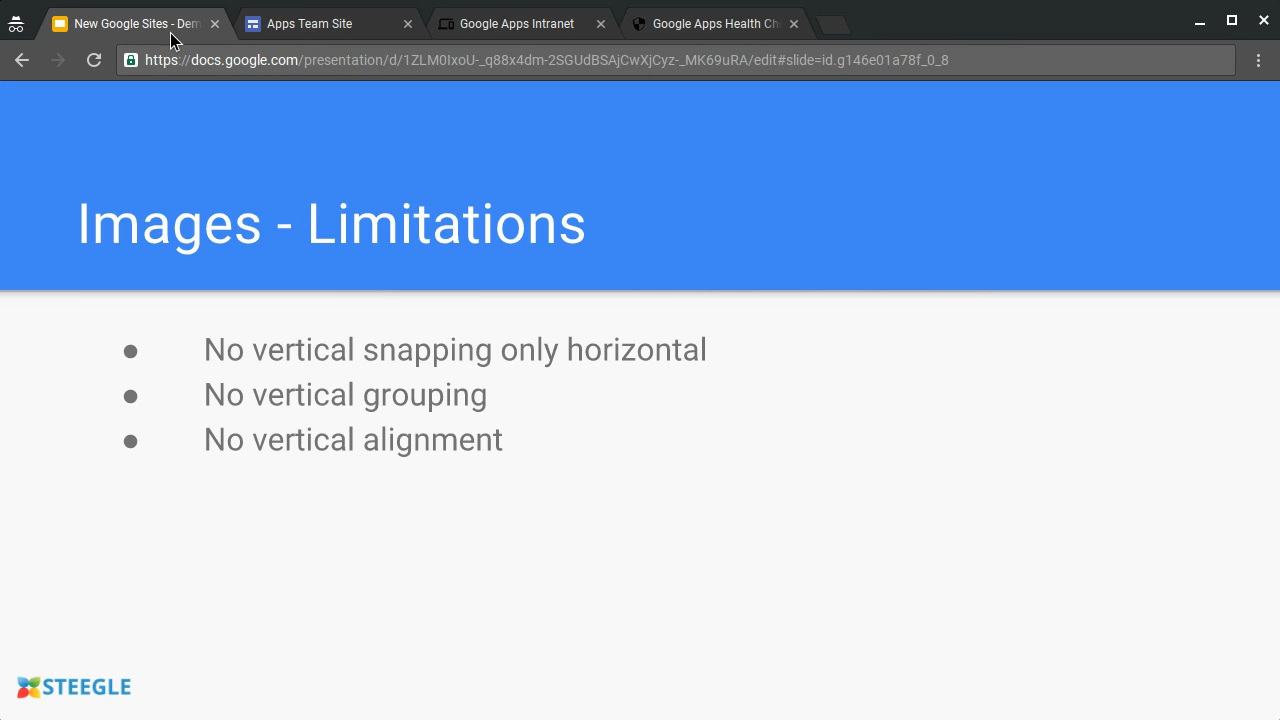 New Google Sites - Dem
Apps Team Site
Google Apps Intranet
Google Apps Health Ch
https://docs.google.com/presentation/d/1ZLM0IxoU-_q88x4dm-2SGUdBSAjCwXjCyz-_MK69uRA/edit#slide=id.g146e01a78f_0_8
Images - Limitations
● No vertical snapping only horizontal
● No vertical grouping
● No vertical alignment
STEEGLE